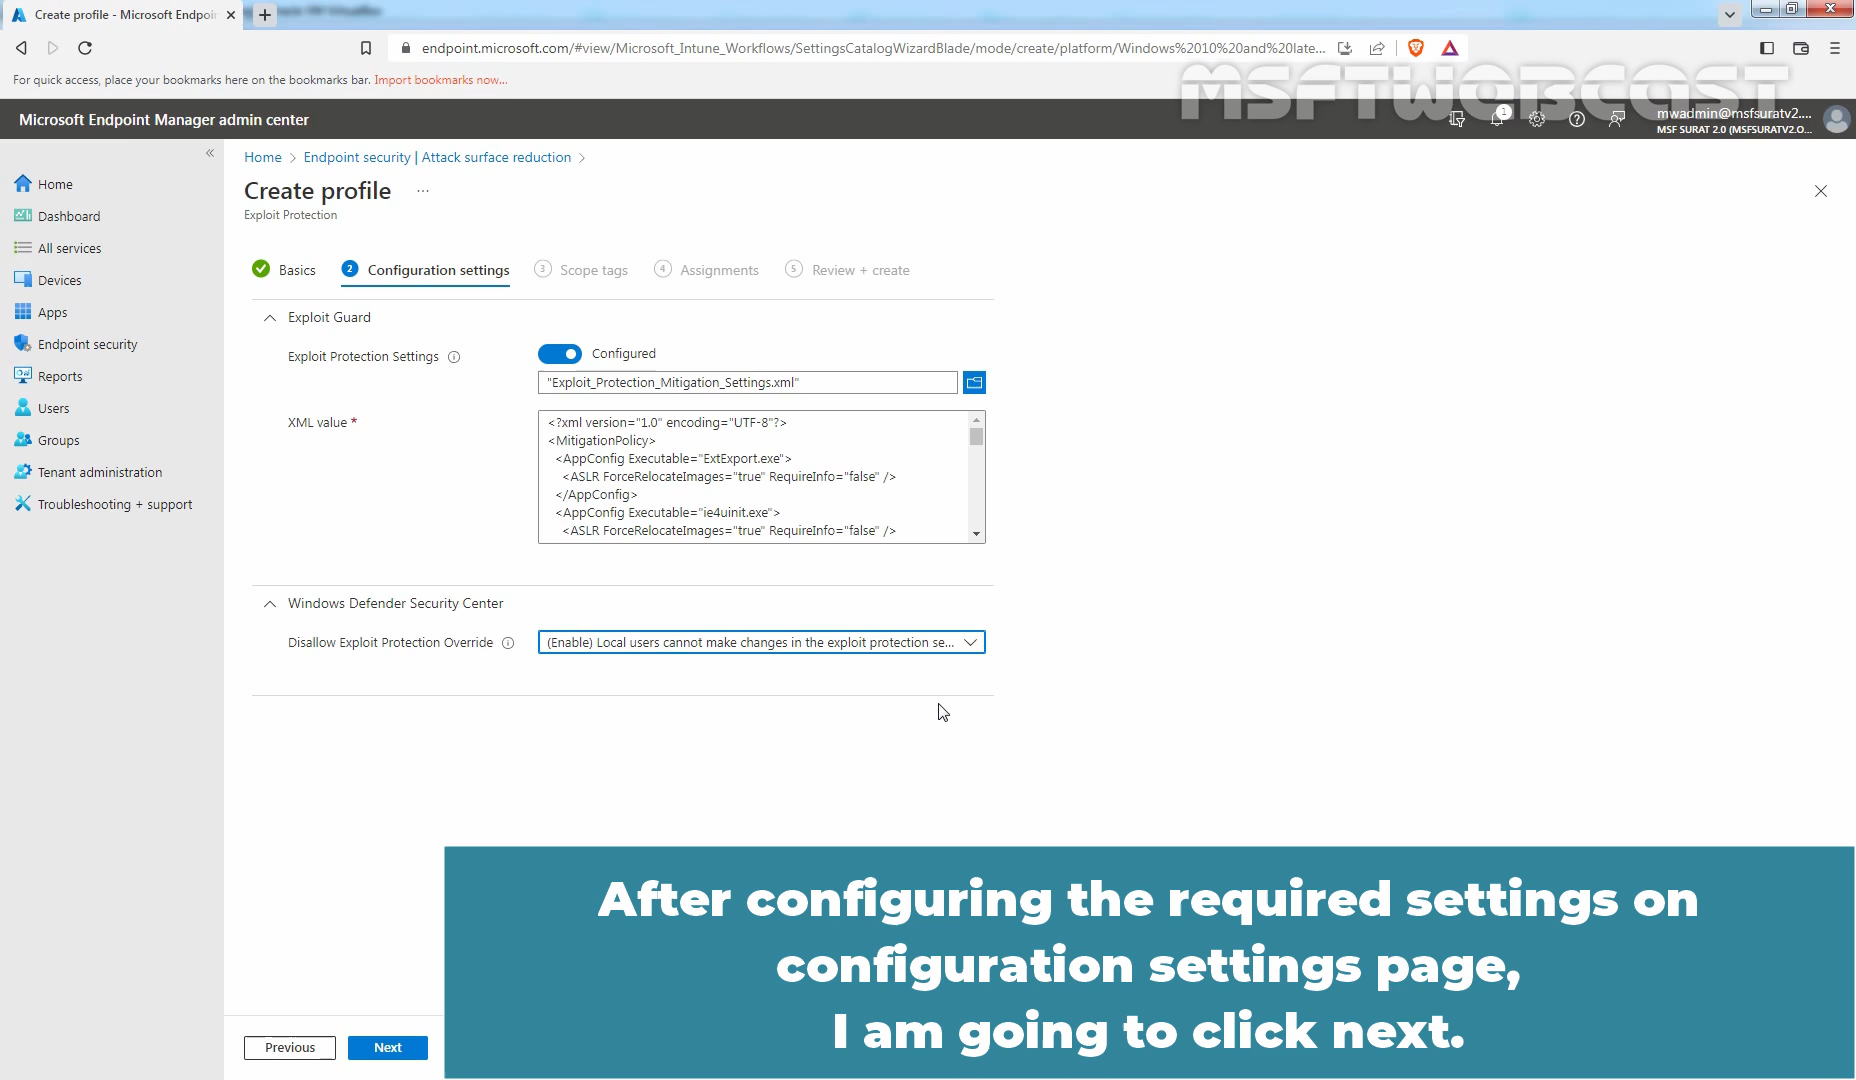 Create profile - Microsoft Endpoin
For quick access, place your bookmarks here on the bookmarks bar. Import bookmarks now...
endpoint.microsoft.com/#view/Microsoft_Intune_Workflows/SettingsCatalogWizardBlade/mode/create/platform/Windows%2010%20and%20late...
MSFTWEBCAST
Microsoft Endpoint Manager admin center
1
mwadmin@msfsuratv2....
MSF SURAT 2.0 (MSFSURATV2.O...
Home
Dashboard
All services
Devices
Apps
Endpoint security
Reports
Users
Groups
Tenant administration
Troubleshooting + support
Home > Endpoint security | Attack surface reduction >
Create profile ...
Exploit Protection
Basics
2 Configuration settings
3 Scope tags
4 Assignments
5 Review + create
Exploit Guard
Exploit Protection Settings
Configured
"Exploit_Protection_Mitigation_Settings.xml"
XML value *
<?xml version="1.0" encoding="UTF-8"?>
<MitigationPolicy>
<AppConfig Executable="ExtExport.exe">
<ASLR ForceRelocateImages="true" RequireInfo="false" />
</AppConfig>
<AppConfig Executable="ie4uinit.exe">
<ASLR ForceRelocateImages="true" RequireInfo="false" />
Windows Defender Security Center
Disallow Exploit Protection Override
(Enable) Local users cannot make changes in the exploit protection se...
Previous
Next
After configuring the required settings on
configuration settings page,
I am going to click next.